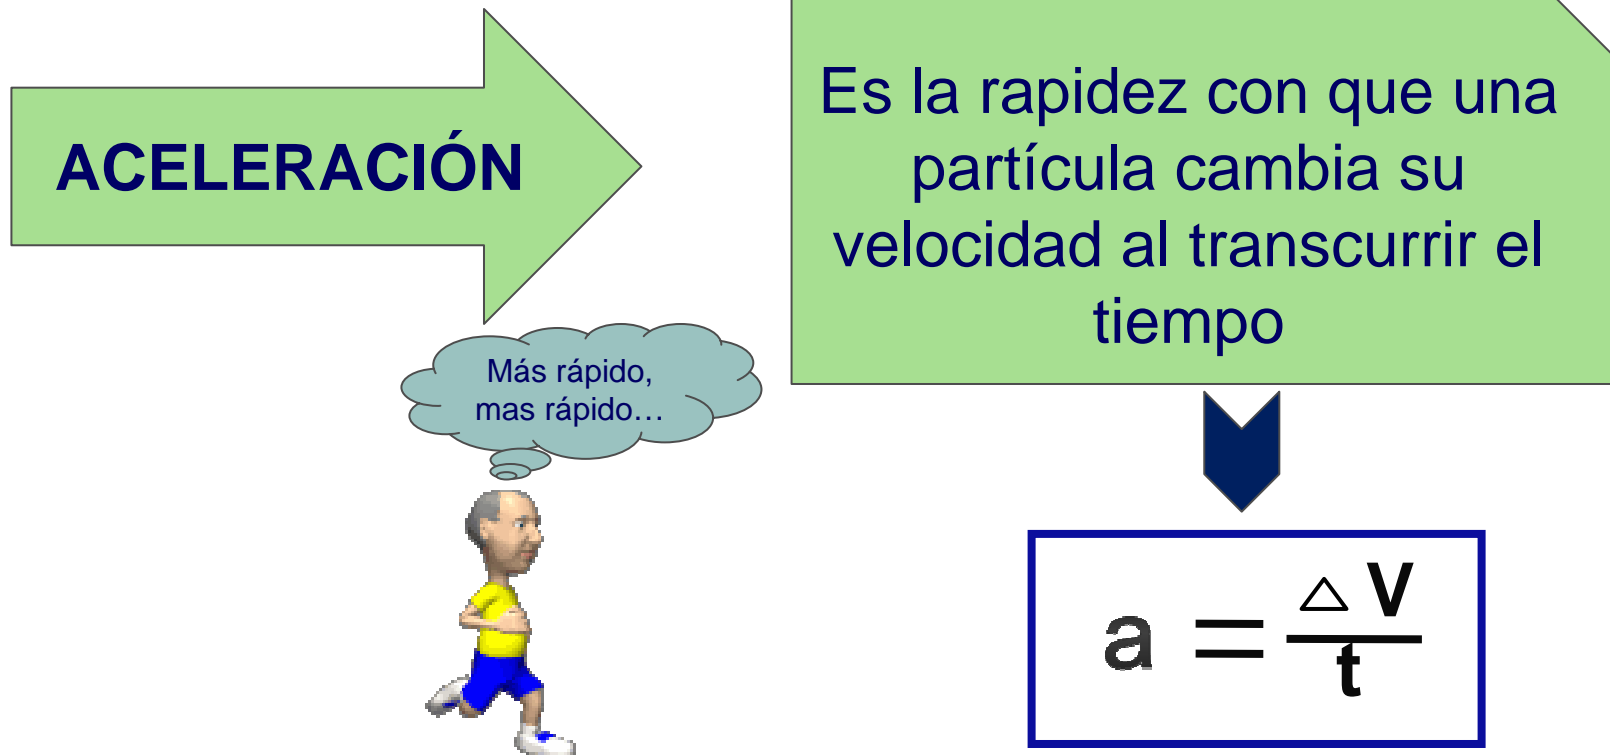 ACELERACIÓN
Es la rapidez con que una
partícula cambia su
velocidad al transcurrir el
tiempo
Más rápido,
mas rápido…
a = △ V
t